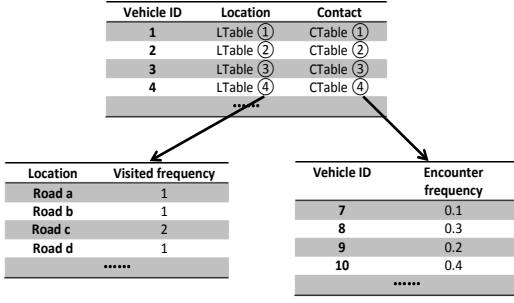 Vehicle ID Location Contact
1 LTable ① CTable ①
2 LTable ② CTable ②
3 LTable ③ CTable ③
4 LTable ④ CTable ④
••••••
Location Visited frequency
Road a 1
Road b 1
Road c 2
Road d 1
••••••
Vehicle ID Encounter
frequency
7 0.1
8 0.3
9 0.2
10 0.4
••••••